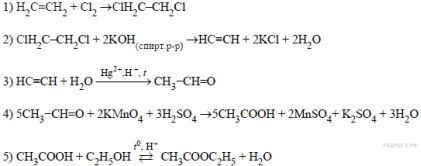 1) H₂C=CH₂ + Cl₂ →ClH₂C–CH₂Cl
2) ClH₂C–CH₂Cl + 2KOH(спирт.р-р) →HC≡CH + 2KCl + 2H₂O
3) HC≡CH + H₂O —Hg²⁺,H⁺, t→ CH₃–CH=O
4) 5CH₃–CH=O + 2KMnO₄ + 3H₂SO₄ →5CH₃COOH + 2MnSO₄+ K₂SO₄ + 3H₂O
5) CH₃COOH + C₂H₅OH t⁰, H⁺ ⇄ CH₃COOC₂H₅ + H₂O